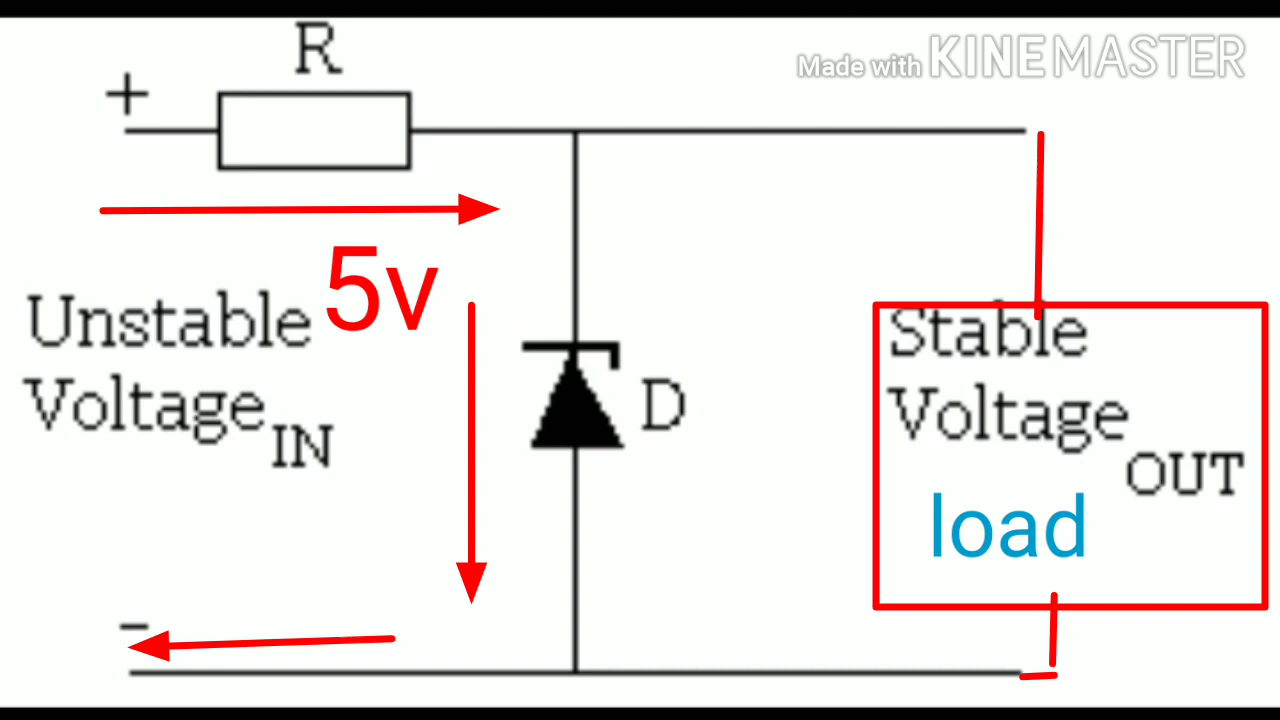 R
Made with KINEMASTER
+
5v
Unstable
Voltage IN
D
Stable
Voltage OUT
load
-